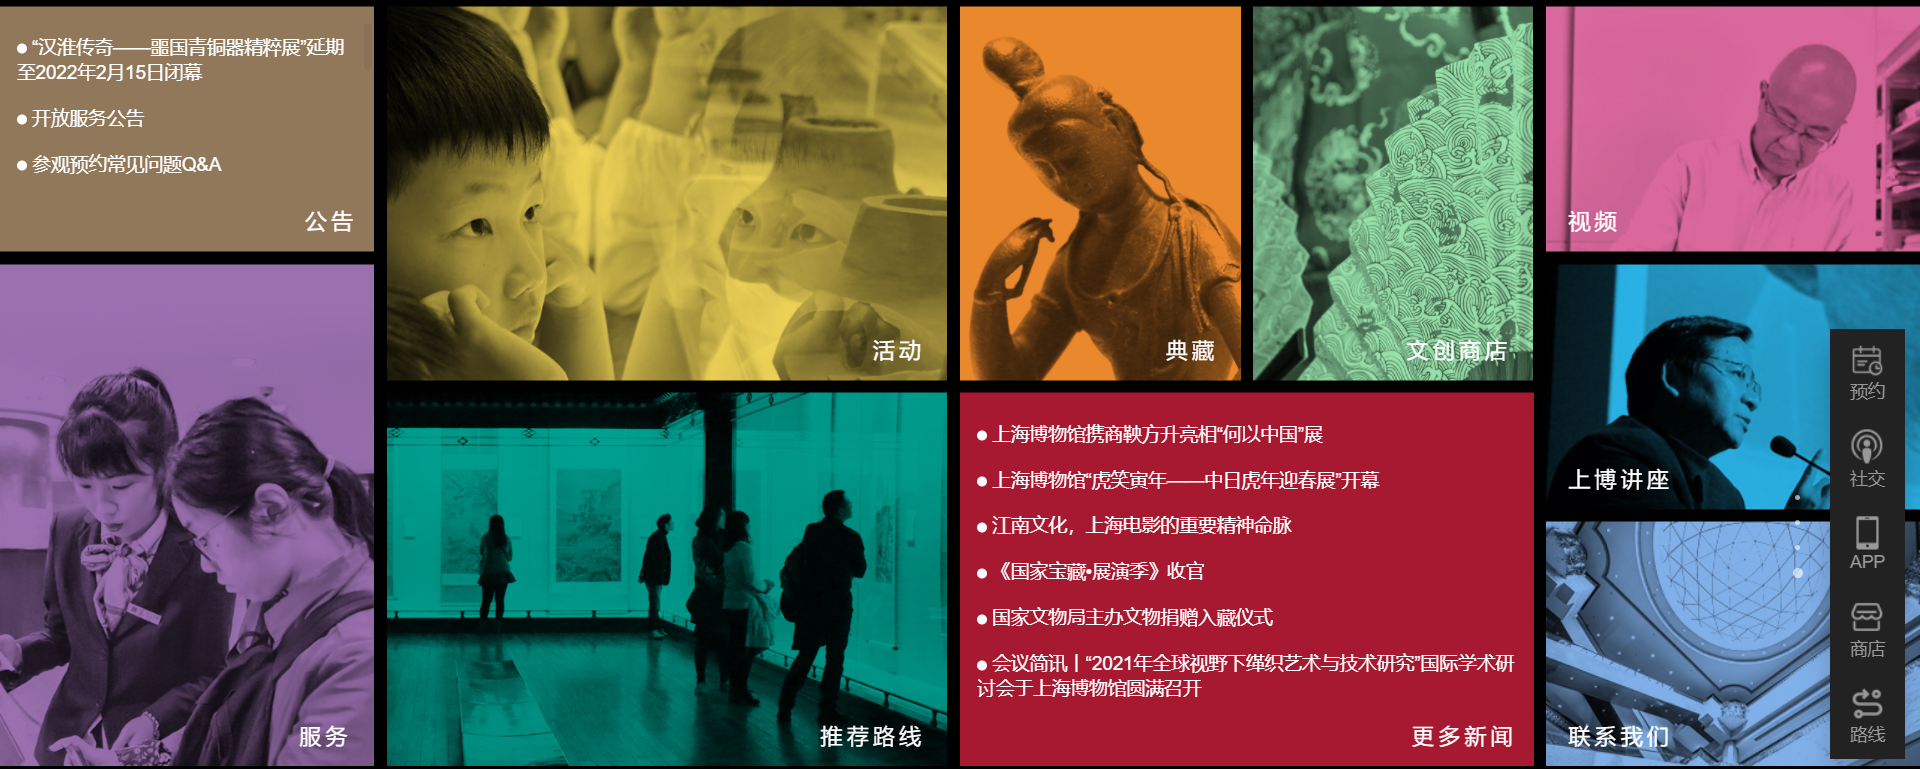 ● “汉淮传奇——噩国青铜器精粹展”延期
至2022年2月15日闭幕
● 开放服务公告
● 参观预约常见问题Q&A
公告
活动
典藏
文创商店
视频
服务
推荐路线
● 上海博物馆携商鞅方升亮相“何以中国”展
● 上海博物馆“虎笑寅年——中日虎年迎春展”开幕
● 江南文化，上海电影的重要精神命脉
● 《国家宝藏•展演季》收官
● 国家文物局主办文物捐赠入藏仪式
● 会议简讯丨“2021年全球视野下缂织艺术与技术研究”国际学术研
讨会于上海博物馆圆满召开
更多新闻
上博讲座
联系我们
预约
社交
APP
商店
路线